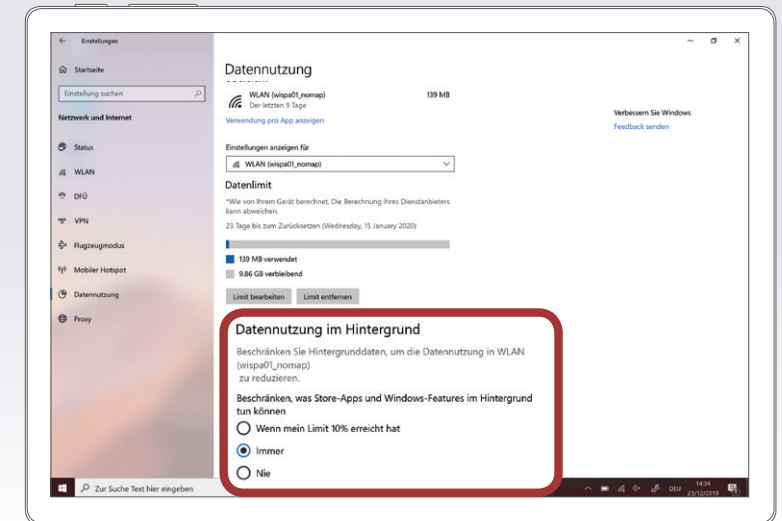 Einstellungen
Startseite
Einstellung suchen
Netzwerk und Internet
Status
WLAN
DFÜ
VPN
Flugzeugmodus
Mobiler Hotspot
Datennutzung
Proxy
Datennutzung
WLAN (wispa01_nomap)
139 MB
Der letzten 9 Tage
Verwendung pro App anzeigen
Einstellungen anzeigen für
WLAN (wispa01_nomap)
Datenlimit
*Wie von Ihrem Gerät berechnet. Die Berechnung Ihres Dienstanbieters
kann abweichen.
23 Tage bis zum Zurücksetzen (Wednesday, 15 January 2020)
139 MB verwendet
9.86 GB verbleibend
Limit bearbeiten
Limit entfernen
Datennutzung im Hintergrund
Beschränken Sie Hintergrunddaten, um die Datennutzung in WLAN
(wispa01_nomap)
zu reduzieren.
Beschränken, was Store-Apps und Windows-Features im Hintergrund
tun können
Wenn mein Limit 10% erreicht hat
Immer
Nie
Verbessern Sie Windows
Feedback senden
Zur Suche Text hier eingeben
DEU
14:34
23/12/2019